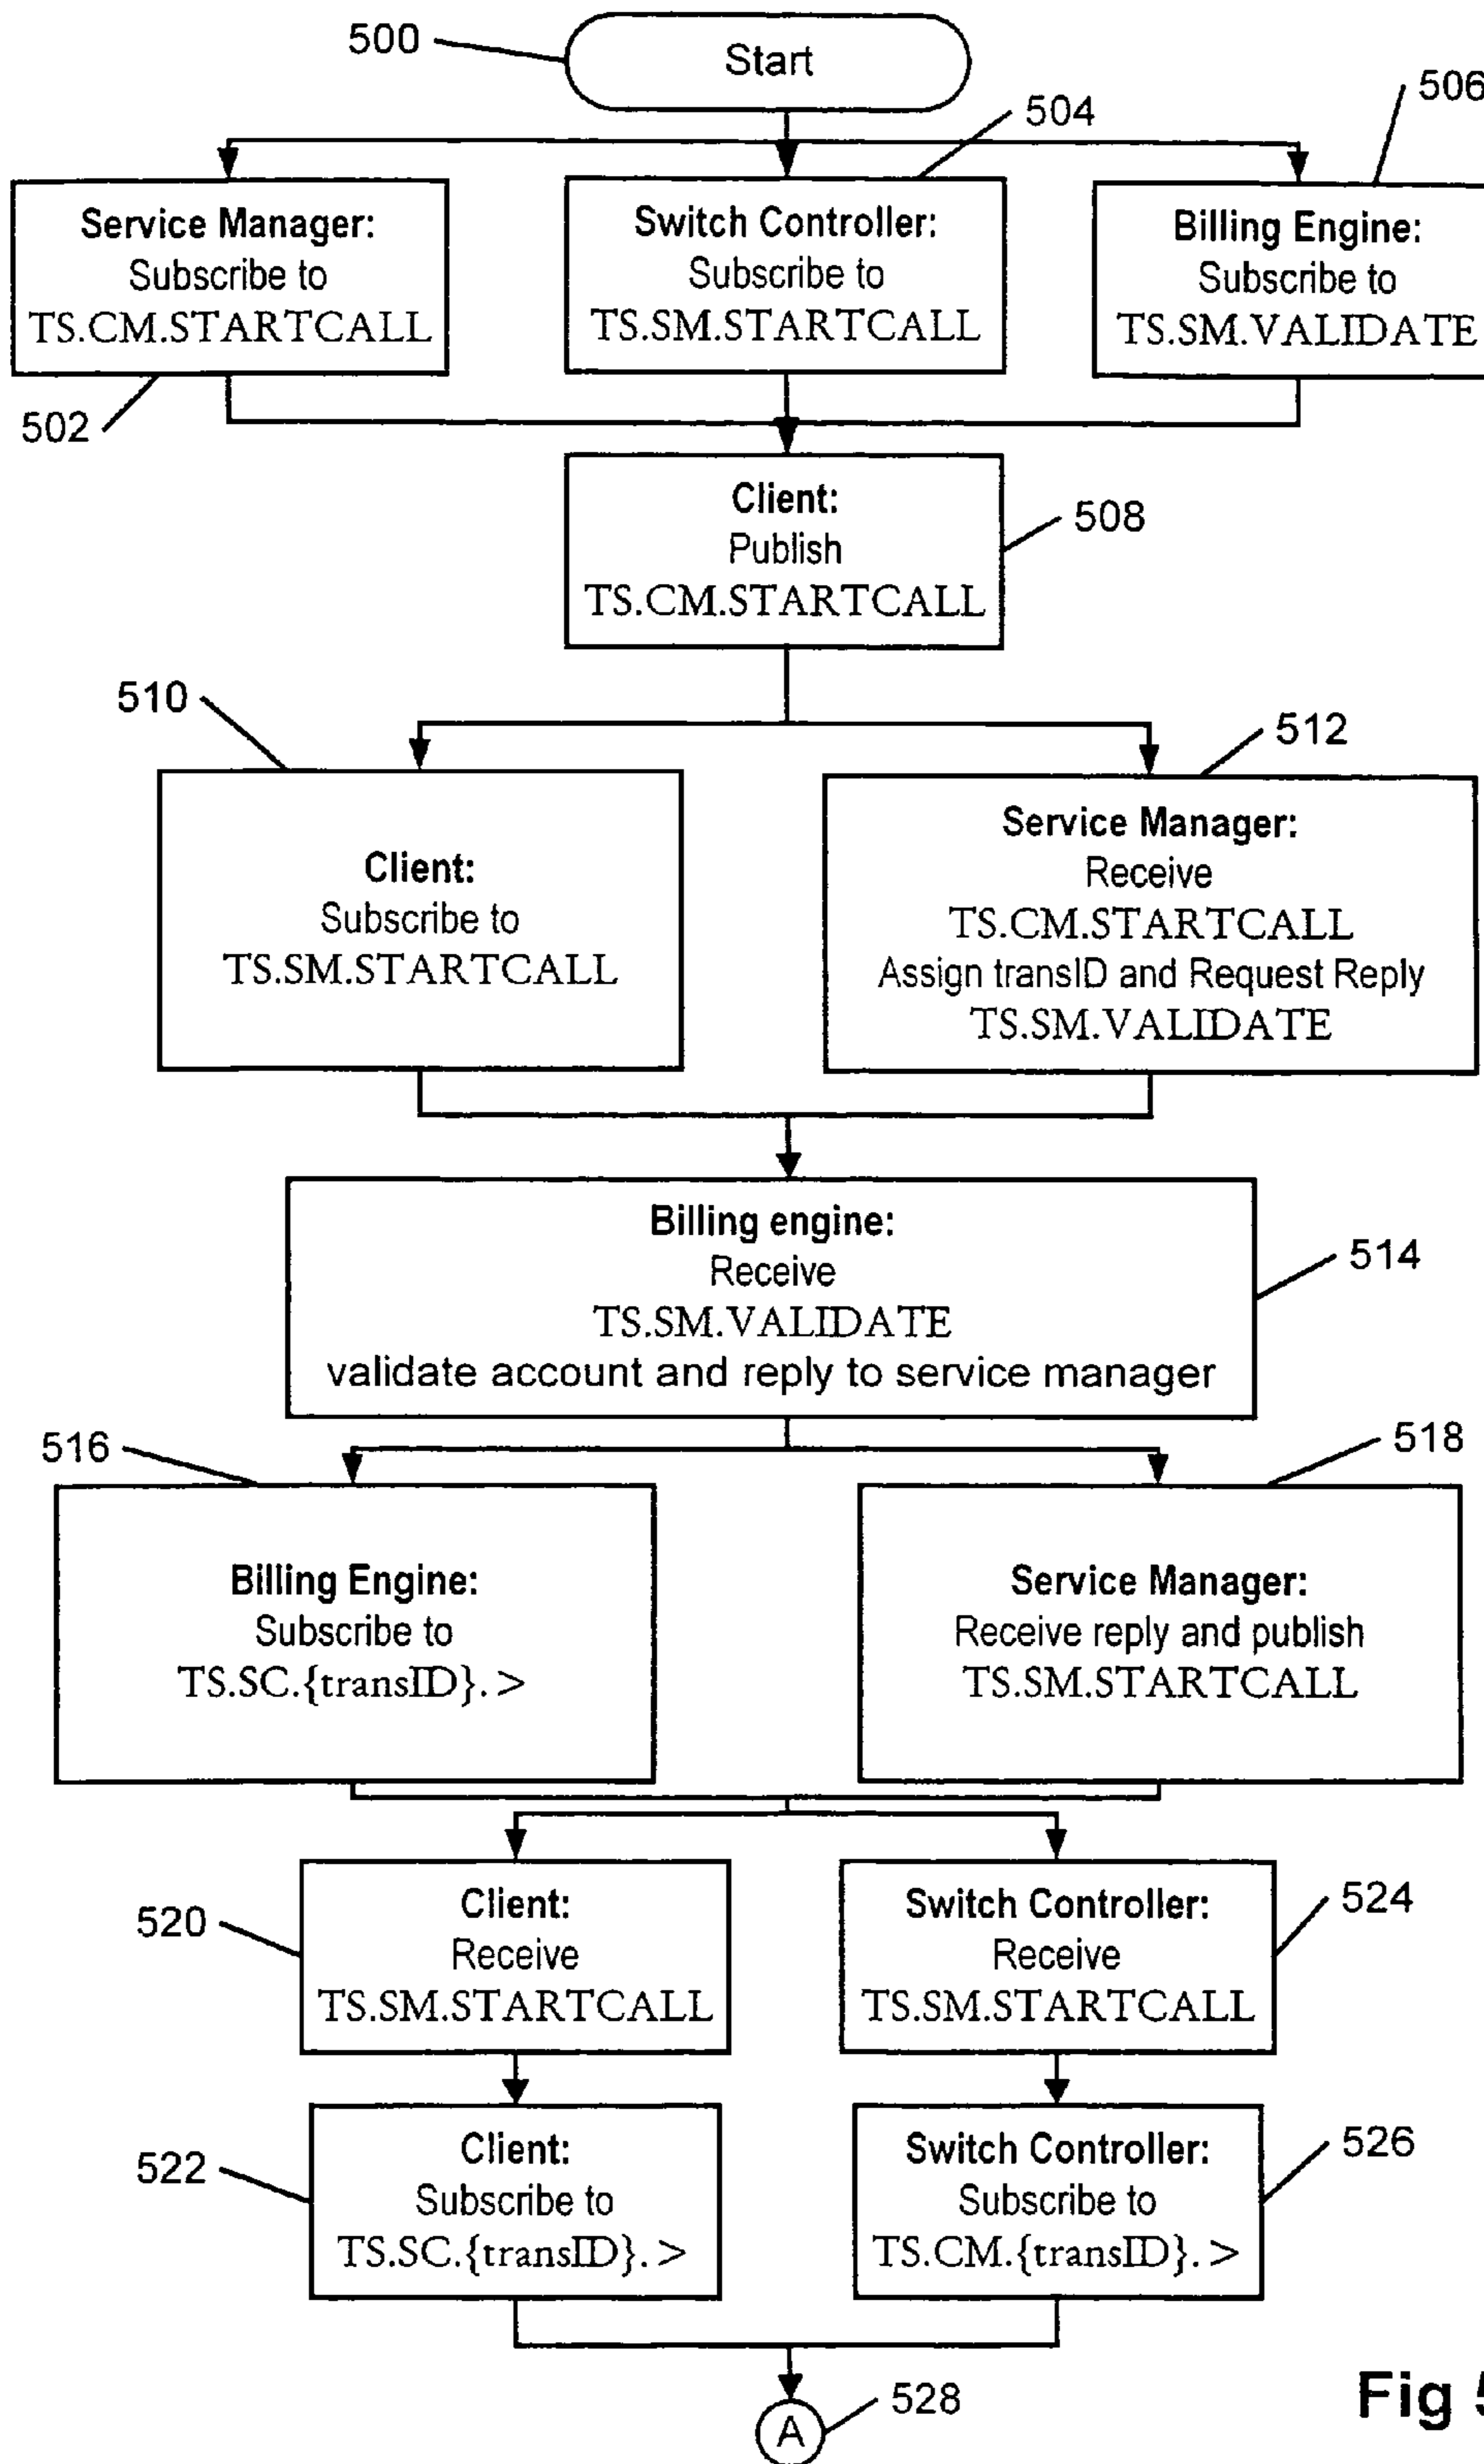 500
Start
504
506
Service Manager:
Subscribe to
TS.CM.STARTCALL
Switch Controller:
Subscribe to
TS.SM.STARTCALL
Billing Engine:
Subscribe to
TS.SM.VALIDATE
502
Client:
Publish
TS.CM.STARTCALL
508
510
512
Client:
Subscribe to
TS.SM.STARTCALL
Service Manager:
Receive
TS.CM.STARTCALL
Assign transID and Request Reply
TS.SM.VALIDATE
Billing engine:
Receive
TS.SM.VALIDATE
validate account and reply to service manager
514
516
518
Billing Engine:
Subscribe to
TS.SC.{transID}. >
Service Manager:
Receive reply and publish
TS.SM.STARTCALL
520
Client:
Receive
TS.SM.STARTCALL
Switch Controller:
Receive
TS.SM.STARTCALL
524
522
Client:
Subscribe to
TS.SC.{transID}. >
Switch Controller:
Subscribe to
TS.CM.{transID}. >
526
A
528
Fig 5